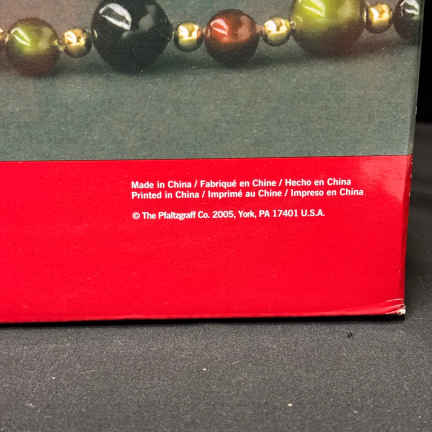 Made in China / Fabriqué en Chine / Hecho en China
Printed in China / Imprimé au Chine / Impreso en China
© The Pfaltzgraff Co. 2005, York, PA 17401 U.S.A.